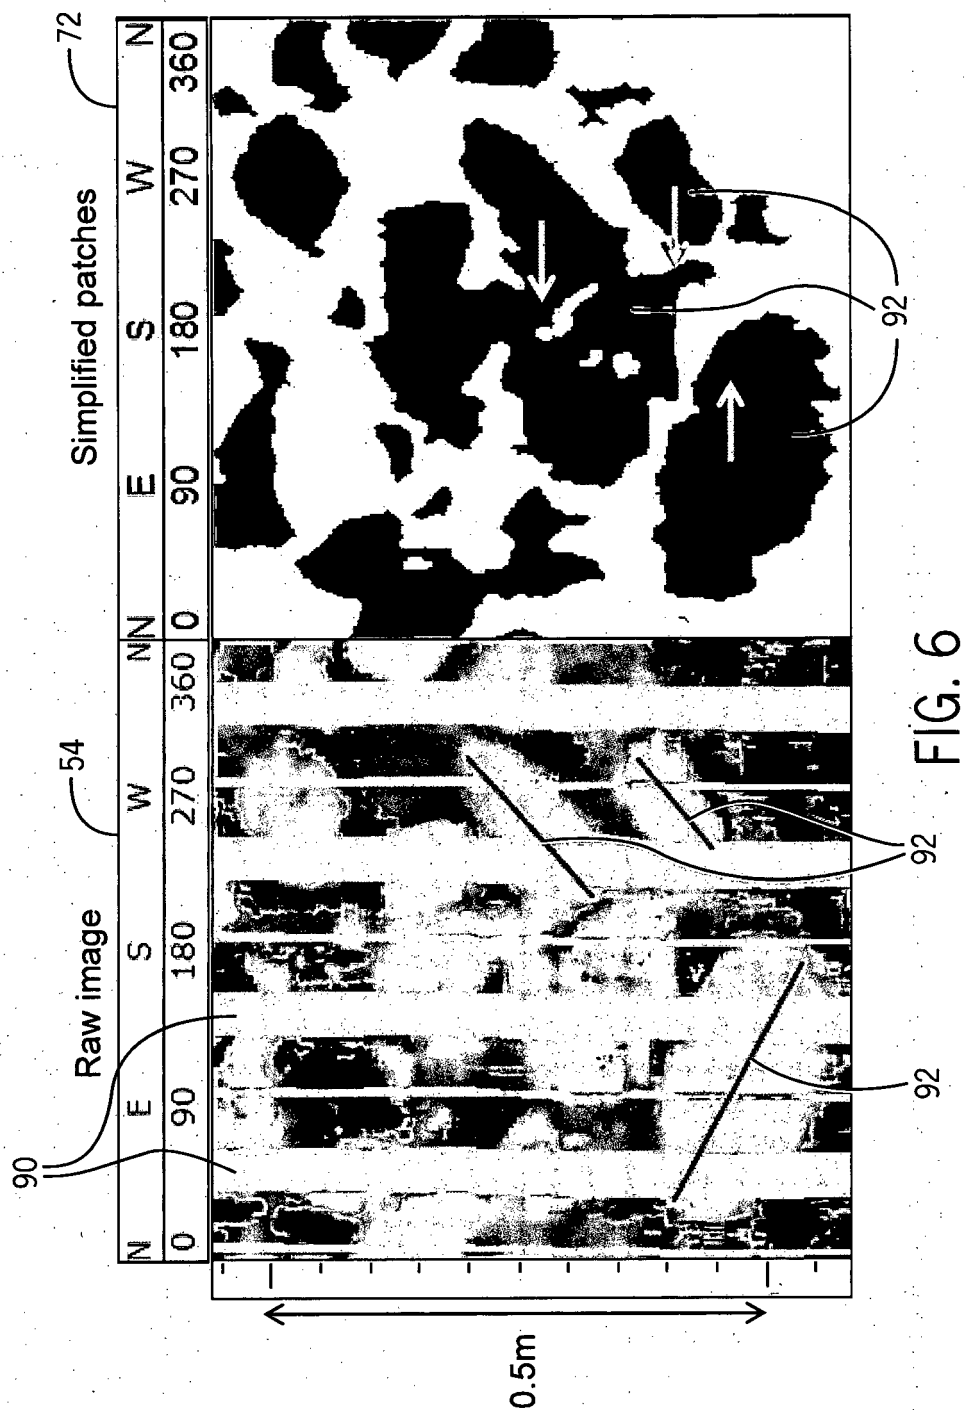 Raw image
54
Simplified patches
72
N E S W N
N E S W N
0 90 180 270 360
0 90 180 270 360
90
0.5m
92
92
92
FIG. 6